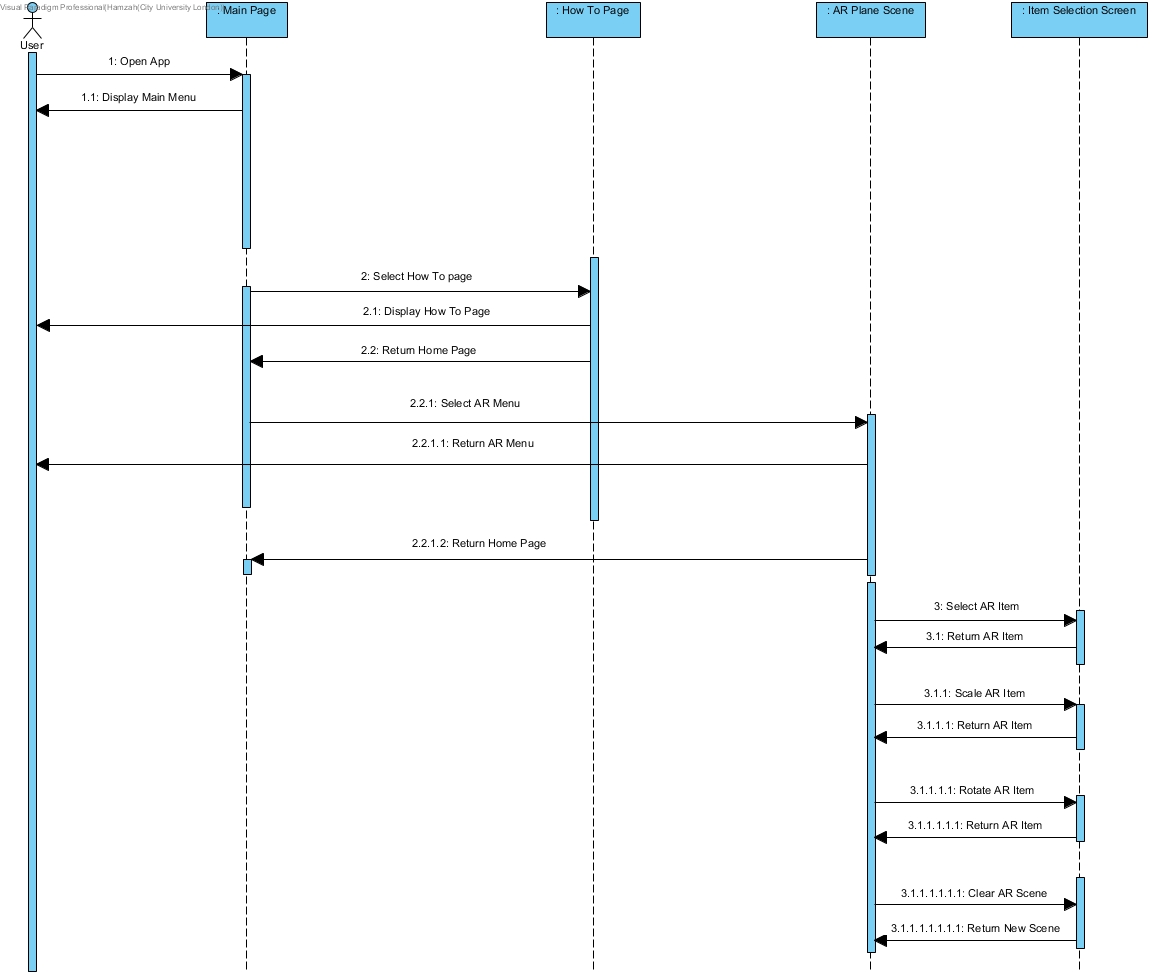 Visual Paradigm Professional(Hamzah(City University London))
: Main Page
: How To Page
: AR Plane Scene
: Item Selection Screen
User
1: Open App
1.1: Display Main Menu
2: Select How To page
2.1: Display How To Page
2.2: Return Home Page
2.2.1: Select AR Menu
2.2.1.1: Return AR Menu
2.2.1.2: Return Home Page
3: Select AR Item
3.1: Return AR Item
3.1.1: Scale AR Item
3.1.1.1: Return AR Item
3.1.1.1.1: Rotate AR Item
3.1.1.1.1.1: Return AR Item
3.1.1.1.1.1.1: Clear AR Scene
3.1.1.1.1.1.1.1: Return New Scene